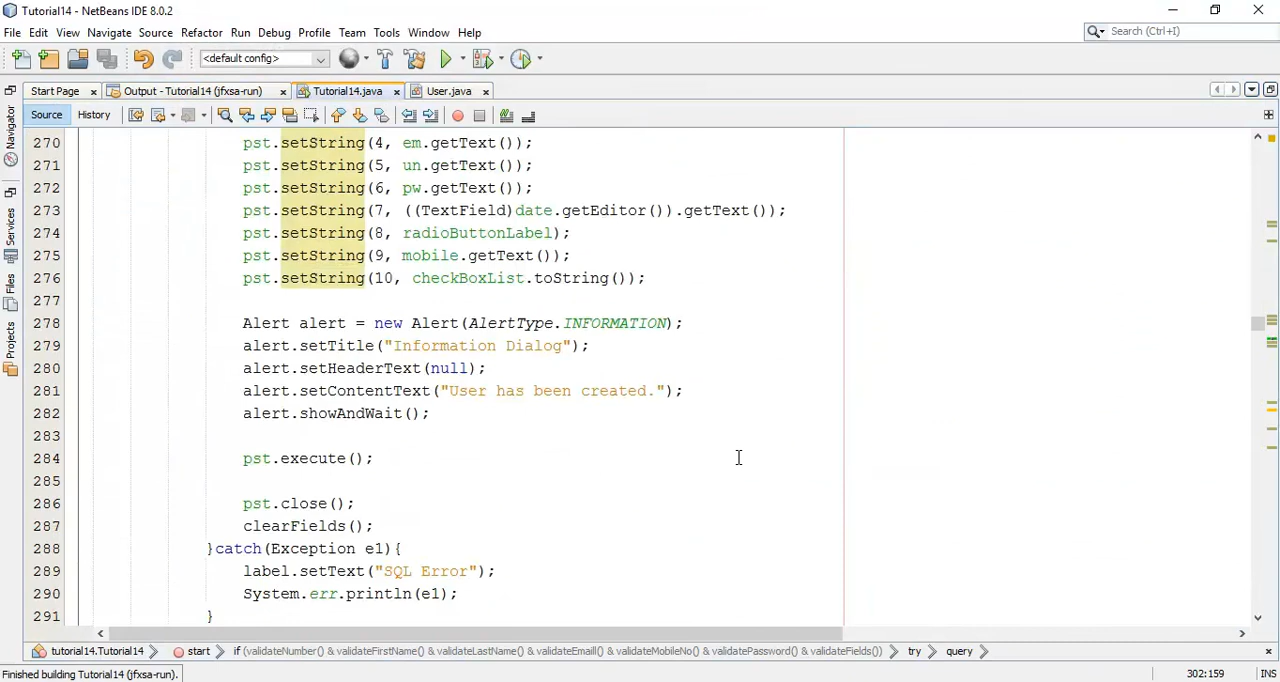 Tutorial14 - NetBeans IDE 8.0.2
File Edit View Navigate Source Refactor Run Debug Profile Team Tools Window Help
Search (Ctrl+I)
<default config>
Start Page Output - Tutorial14 (jfxsa-run) Tutorial14.java User.java
Source History
Navigator
Services
Files
Projects
270 pst.setString(4, em.getText());
271 pst.setString(5, un.getText());
272 pst.setString(6, pw.getText());
273 pst.setString(7, ((TextField)date.getEditor()).getText());
274 pst.setString(8, radioButtonLabel);
275 pst.setString(9, mobile.getText());
276 pst.setString(10, checkBoxList.toString());
277
278 Alert alert = new Alert(AlertType.INFORMATION);
279 alert.setTitle("Information Dialog");
280 alert.setHeaderText(null);
281 alert.setContentText("User has been created.");
282 alert.showAndWait();
283
284 pst.execute();
285
286 pst.close();
287 clearFields();
288 }catch(Exception e1){
289 label.setText("SQL Error");
290 System.err.println(e1);
291 }
tutorial14.Tutorial14 start if (validateNumber() & validateFirstName() & validateLastName() & validateEmaill() & validateMobileNo() & validatePassword() & validateFields()) try query
Finished building Tutorial14 (jfxsa-run). 302:159 INS